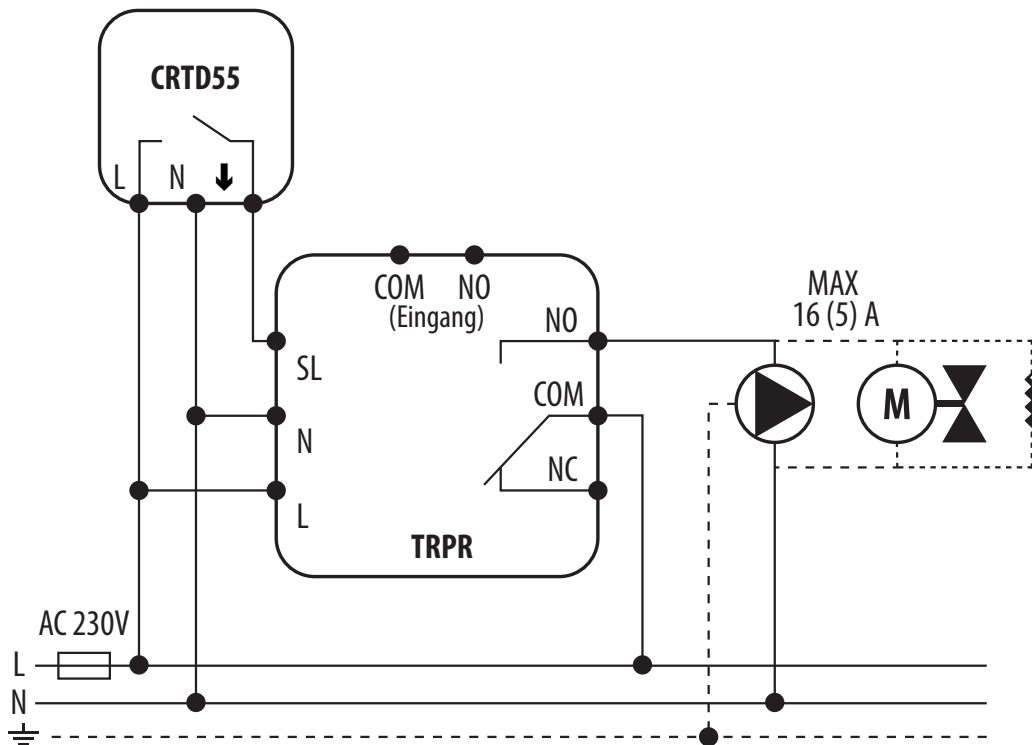 CRTD55
L N
COM NO
(Eingang)
NO
MAX
16 (5) A
SL
COM
M
N
NC
L
TRPR
AC 230V
L
N